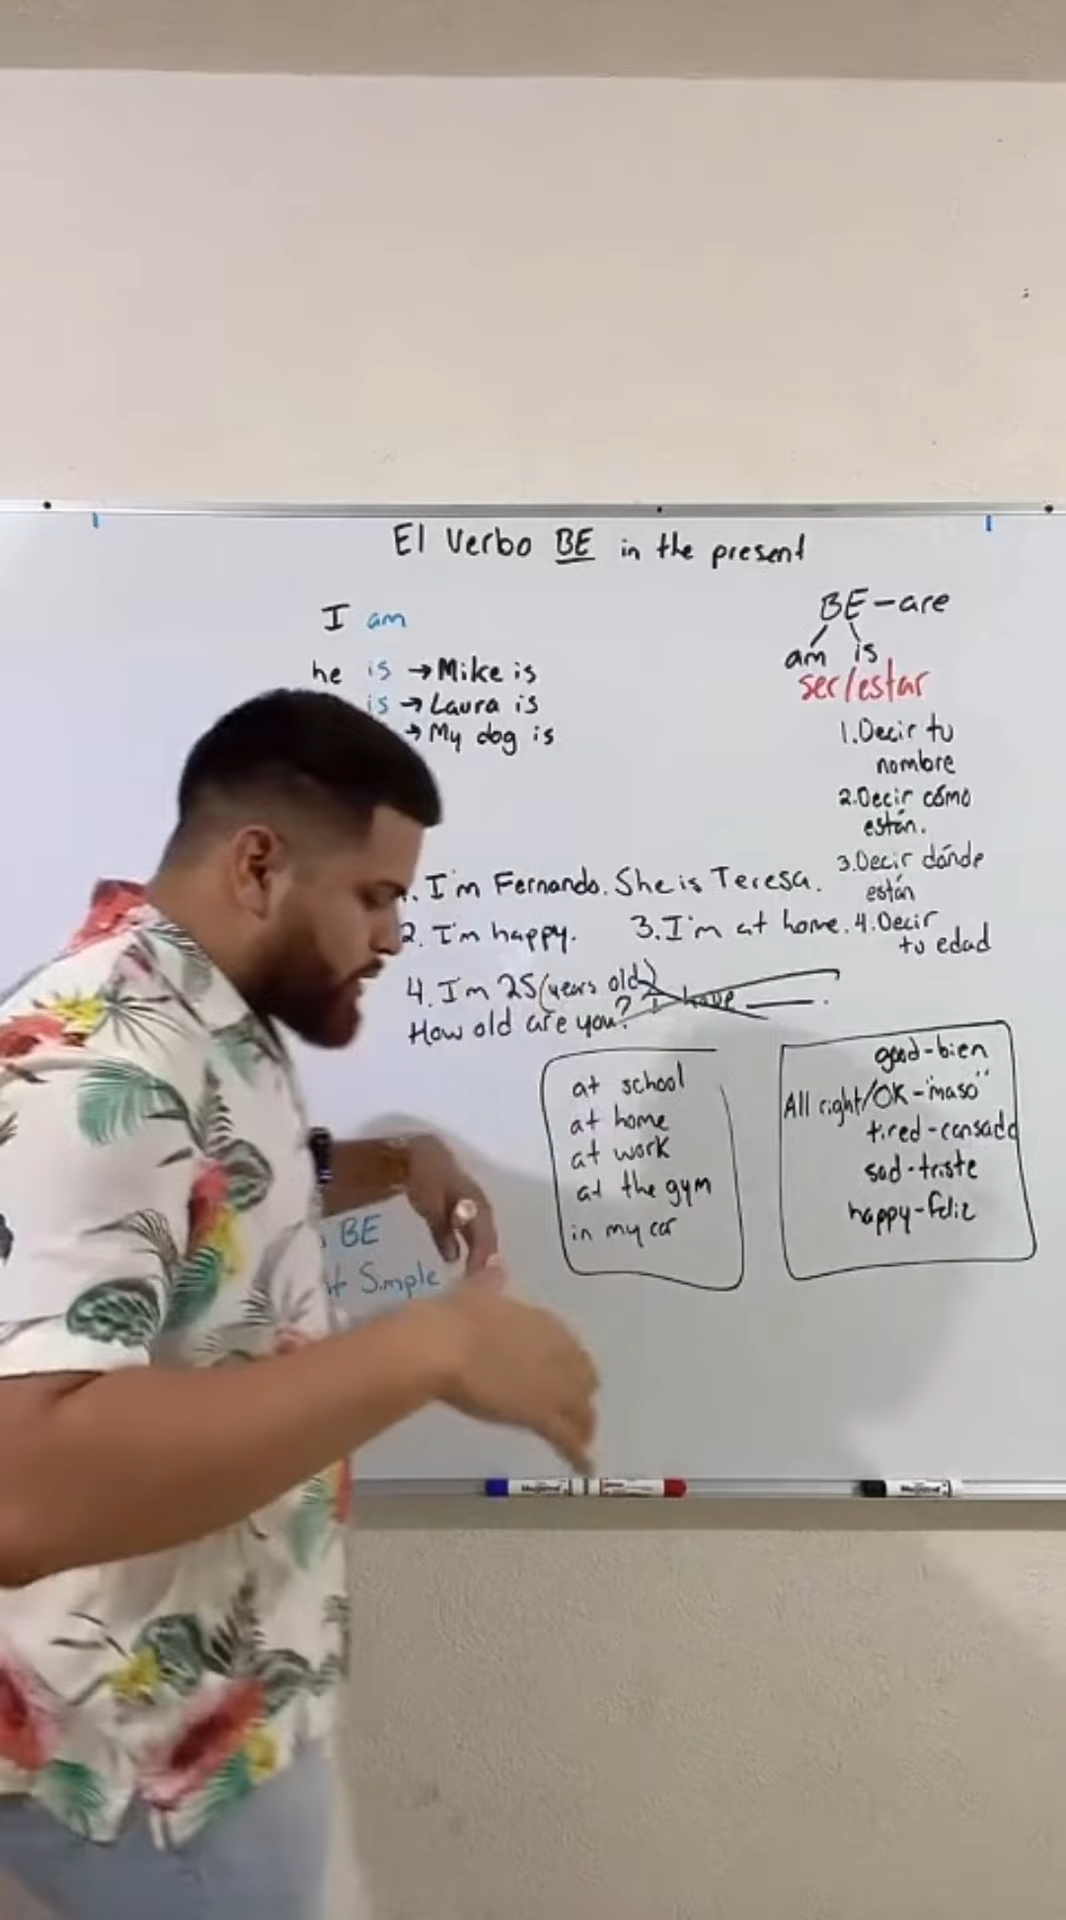 El Verbo BE in the present
I am
he is → Mike is
is → Laura is
→ My dog is
BE - are
am is
ser/estar
1. Decir tu
nombre
2. Decir cómo
están.
3. Decir dónde
están
4. Decir
tu edad
1. I'm Fernando. She is Teresa.
2. I'm happy. 3. I'm at home.
4. I'm 25 (years old) I have ____.
How old are you?
at school
at home
at work
at the gym
in my car
good - bien
All right/OK - "maso"
tired - cansado
sad - triste
happy - feliz
BE
Simple